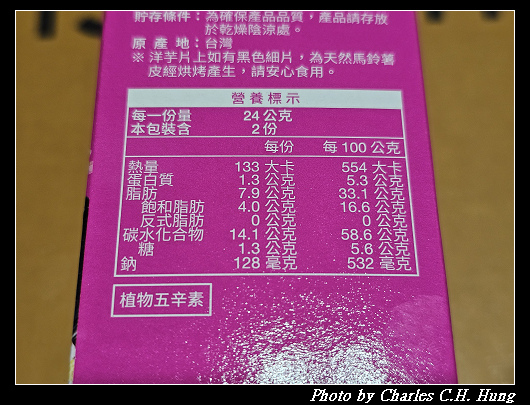 貯存條件：為確保產品品質，產品請存放
於乾燥陰涼處。
原 產 地：台灣
※ 洋芋片上如有黑色細片，為天然馬鈴薯
皮經烘烤產生，請安心食用。
營養標示
每一份量 24 公克
本包裝含 2 份
每份 每 100 公克
熱量 133 大卡 554 大卡
蛋白質 1.3 公克 5.3 公克
脂肪 7.9 公克 33.1 公克
飽和脂肪 4.0 公克 16.6 公克
反式脂肪 0 公克 0 公克
碳水化合物 14.1 公克 58.6 公克
糖 1.3 公克 5.6 公克
鈉 128 毫克 532 毫克
植物五辛素
Photo by Charles C.H. Hung